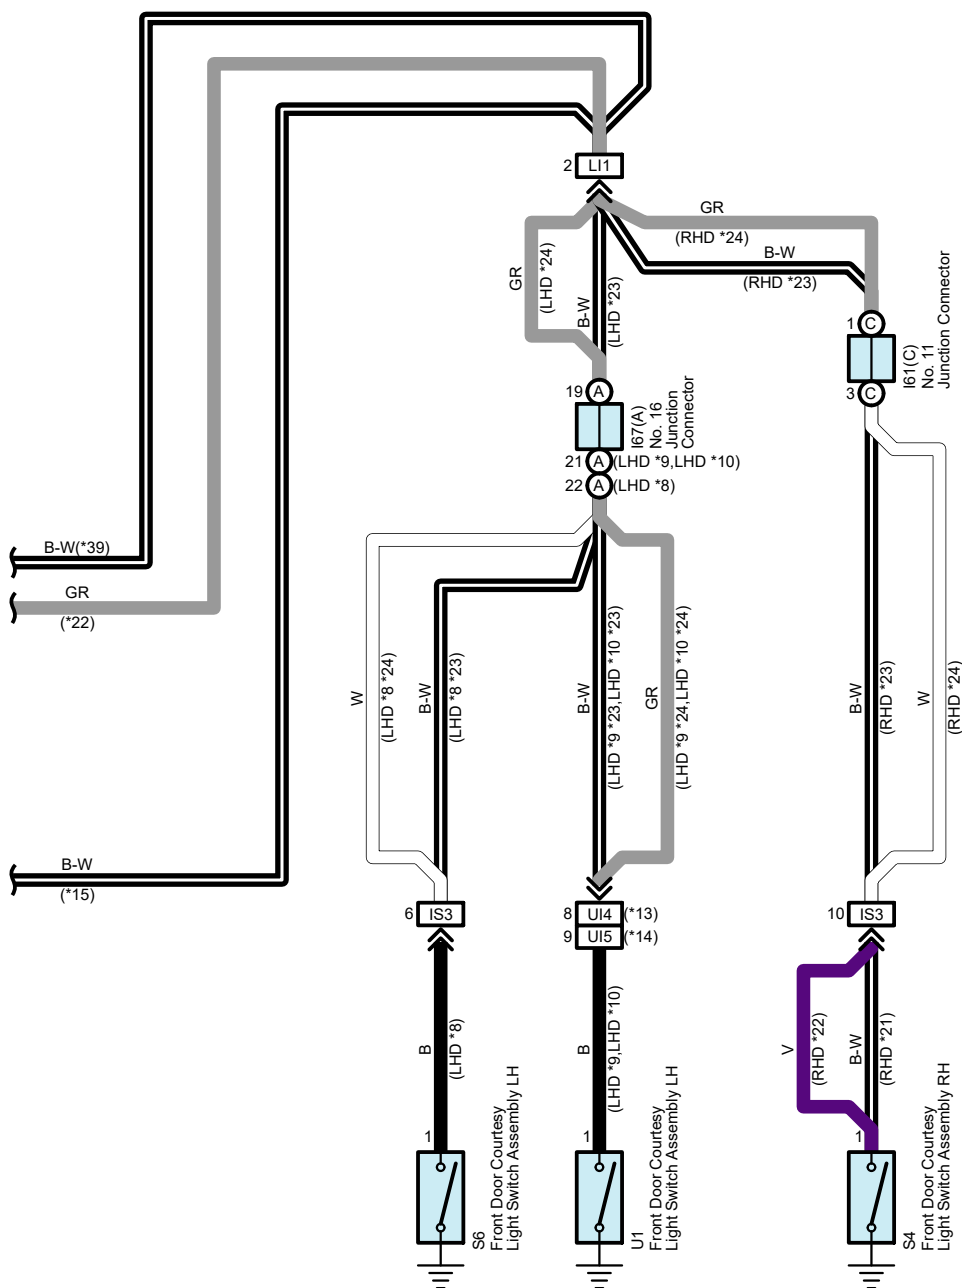 2 LI1
GR
(RHD *24)
B-W
(RHD *23)
GR
(LHD *24)
B-W
(LHD *23)
1 C
I61(C)
No. 11
Junction Connector
3 C
19 A
I67(A)
No. 16
Junction
Connector
21 A (LHD *9,LHD *10)
22 A (LHD *8)
B-W(*39)
GR
(*22)
W
(LHD *8 *24)
B-W
(LHD *8 *23)
B-W
(LHD *9 *23,LHD *10 *23)
GR
(LHD *9 *24,LHD *10 *24)
B-W
(RHD *23)
W
(RHD *24)
B-W
(*15)
6 IS3
8 UI4 (*13)
9 UI5 (*14)
10 IS3
B
(LHD *8)
B
(LHD *9,LHD *10)
V
(RHD *22)
B-W
(RHD *21)
1
1
1
S6
Front Door Courtesy
Light Switch Assembly LH
U1
Front Door Courtesy
Light Switch Assembly LH
S4
Front Door Courtesy
Light Switch Assembly RH